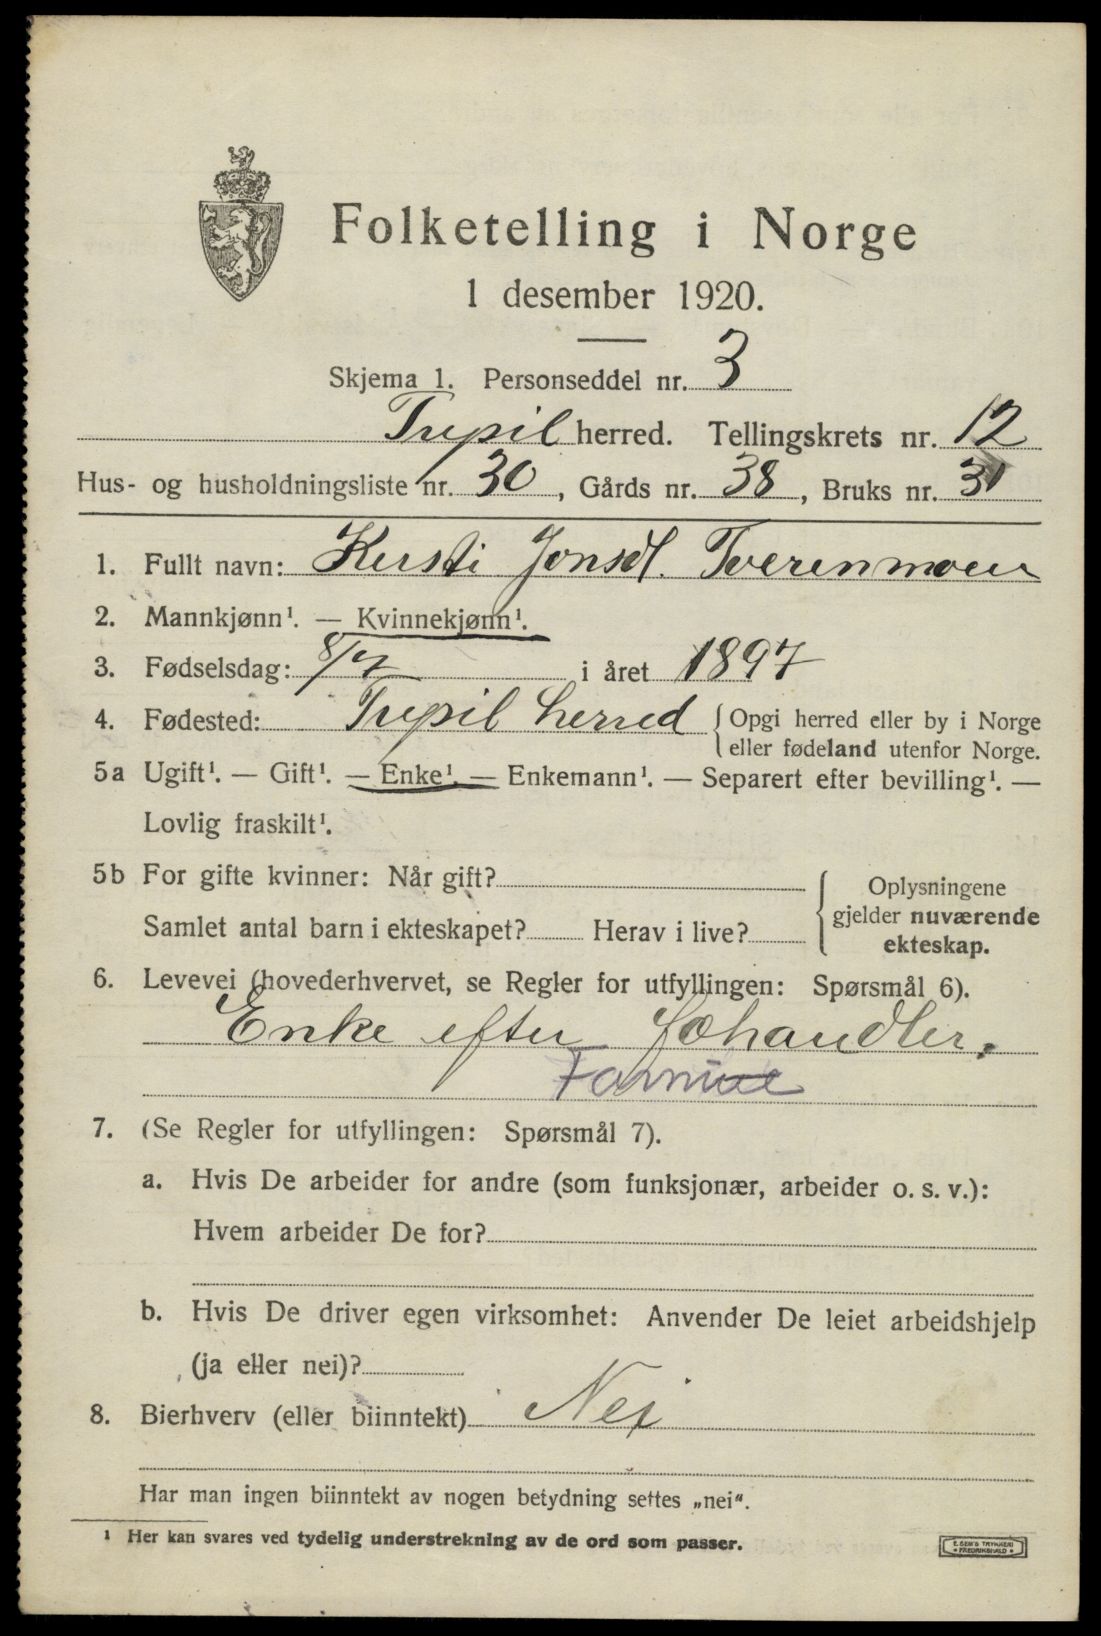 Folketelling i Norge
1 desember 1920.
Skjema 1. Personseddel nr. 3
Trysil herred. Tellingskrets nr. 12
Hus- og husholdningsliste nr. 30, Gårds nr. 38, Bruks nr. 31
1. Fullt navn: Kersti Jonsd. Tverenmoen
2. Mannkjønn¹. — Kvinnekjønn¹.
3. Fødselsdag: 8/7 i året 1897
4. Fødested: Trysil herred {Opgi herred eller by i Norge
eller fødeland utenfor Norge.
5a Ugift¹. — Gift¹. — Enke¹. — Enkemann¹. — Separert efter bevilling¹. —
Lovlig fraskilt¹.
5b For gifte kvinner: Når gift?
Samlet antal barn i ekteskapet? Herav i live?
{Oplysningene
gjelder nuværende
ekteskap.
6. Levevei (hovederhvervet, se Regler for utfyllingen: Spørsmål 6).
Enke efter handler.
7. (Se Regler for utfyllingen: Spørsmål 7).
a. Hvis De arbeider for andre (som funksjonær, arbeider o. s. v.):
Hvem arbeider De for?
b. Hvis De driver egen virksomhet: Anvender De leiet arbeidshjelp
(ja eller nei)?
8. Bierhverv (eller biinntekt) Nei
Har man ingen biinntekt av nogen betydning settes „nei“.
¹ Her kan svares ved tydelig understrekning av de ord som passer.
E. SEM'S TRYKKERI
FREDRIKSHALD